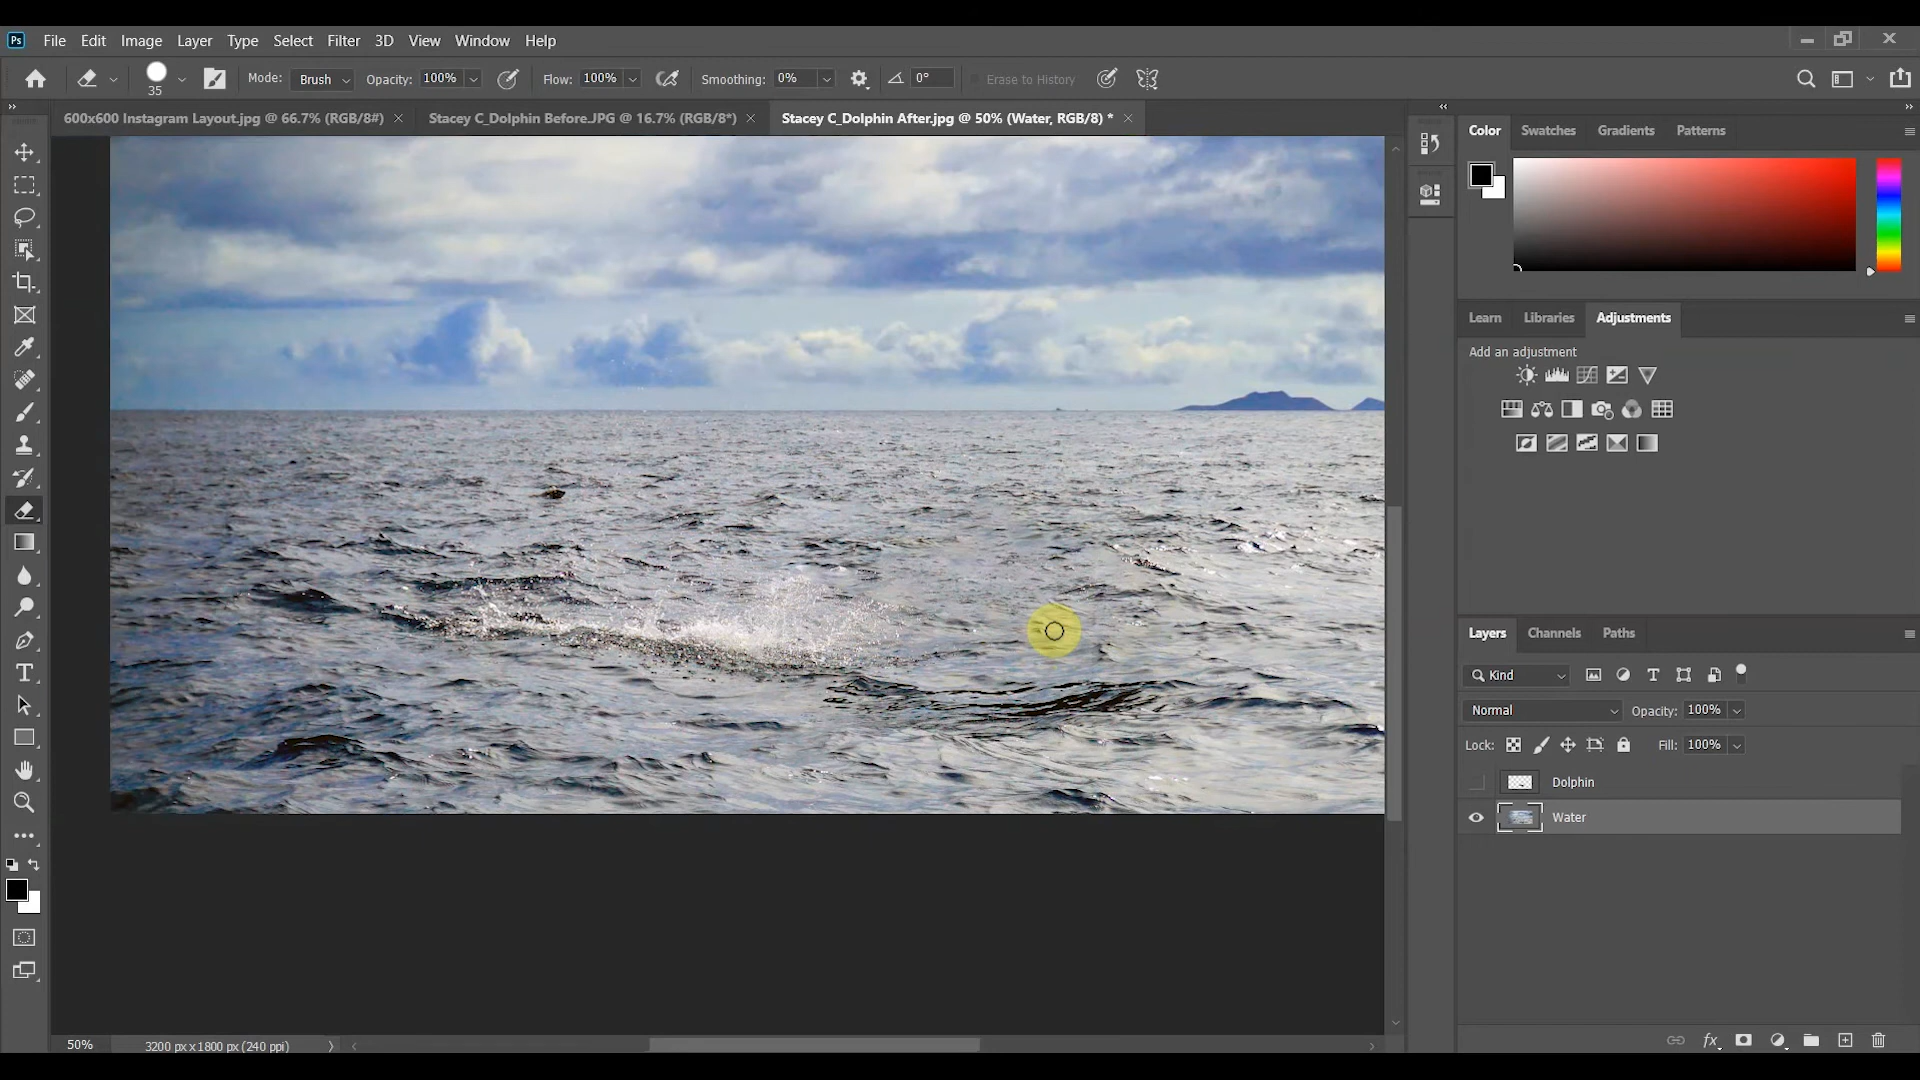 Ps File Edit Image Layer Type Select Filter 3D View Window Help
35 Mode: Brush Opacity: 100% Flow: 100% Smoothing: 0% 0° Erase to History
600x600 Instagram Layout.jpg @ 66.7% (RGB/8#) Stacey C_Dolphin Before.JPG @ 16.7% (RGB/8*) Stacey C_Dolphin After.jpg @ 50% (Water, RGB/8) *
Color Swatches Gradients Patterns
Learn Libraries Adjustments
Add an adjustment
Layers Channels Paths
Kind
Normal Opacity: 100%
Lock: Fill: 100%
Dolphin
Water
50% 3200 px x 1800 px (240 ppi)
fx